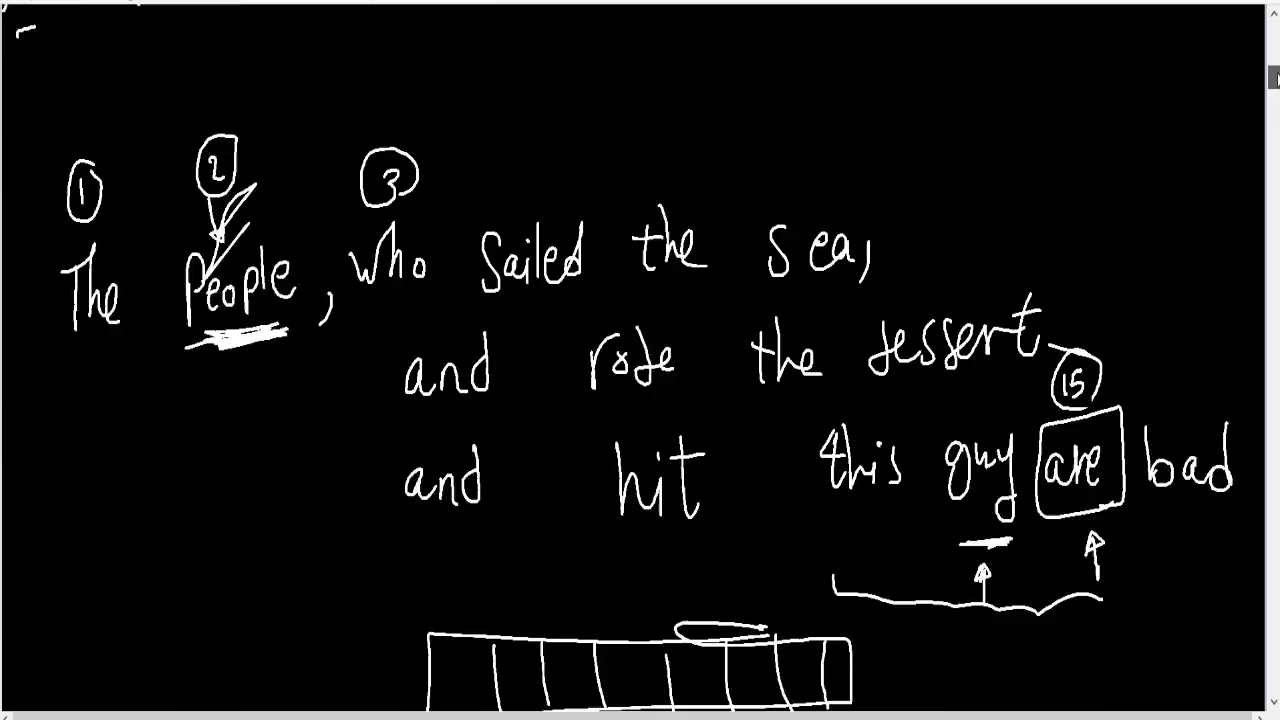 1 2 3
The People, who sailed the sea,
and rode the dessert
15
and hit this guy are bad